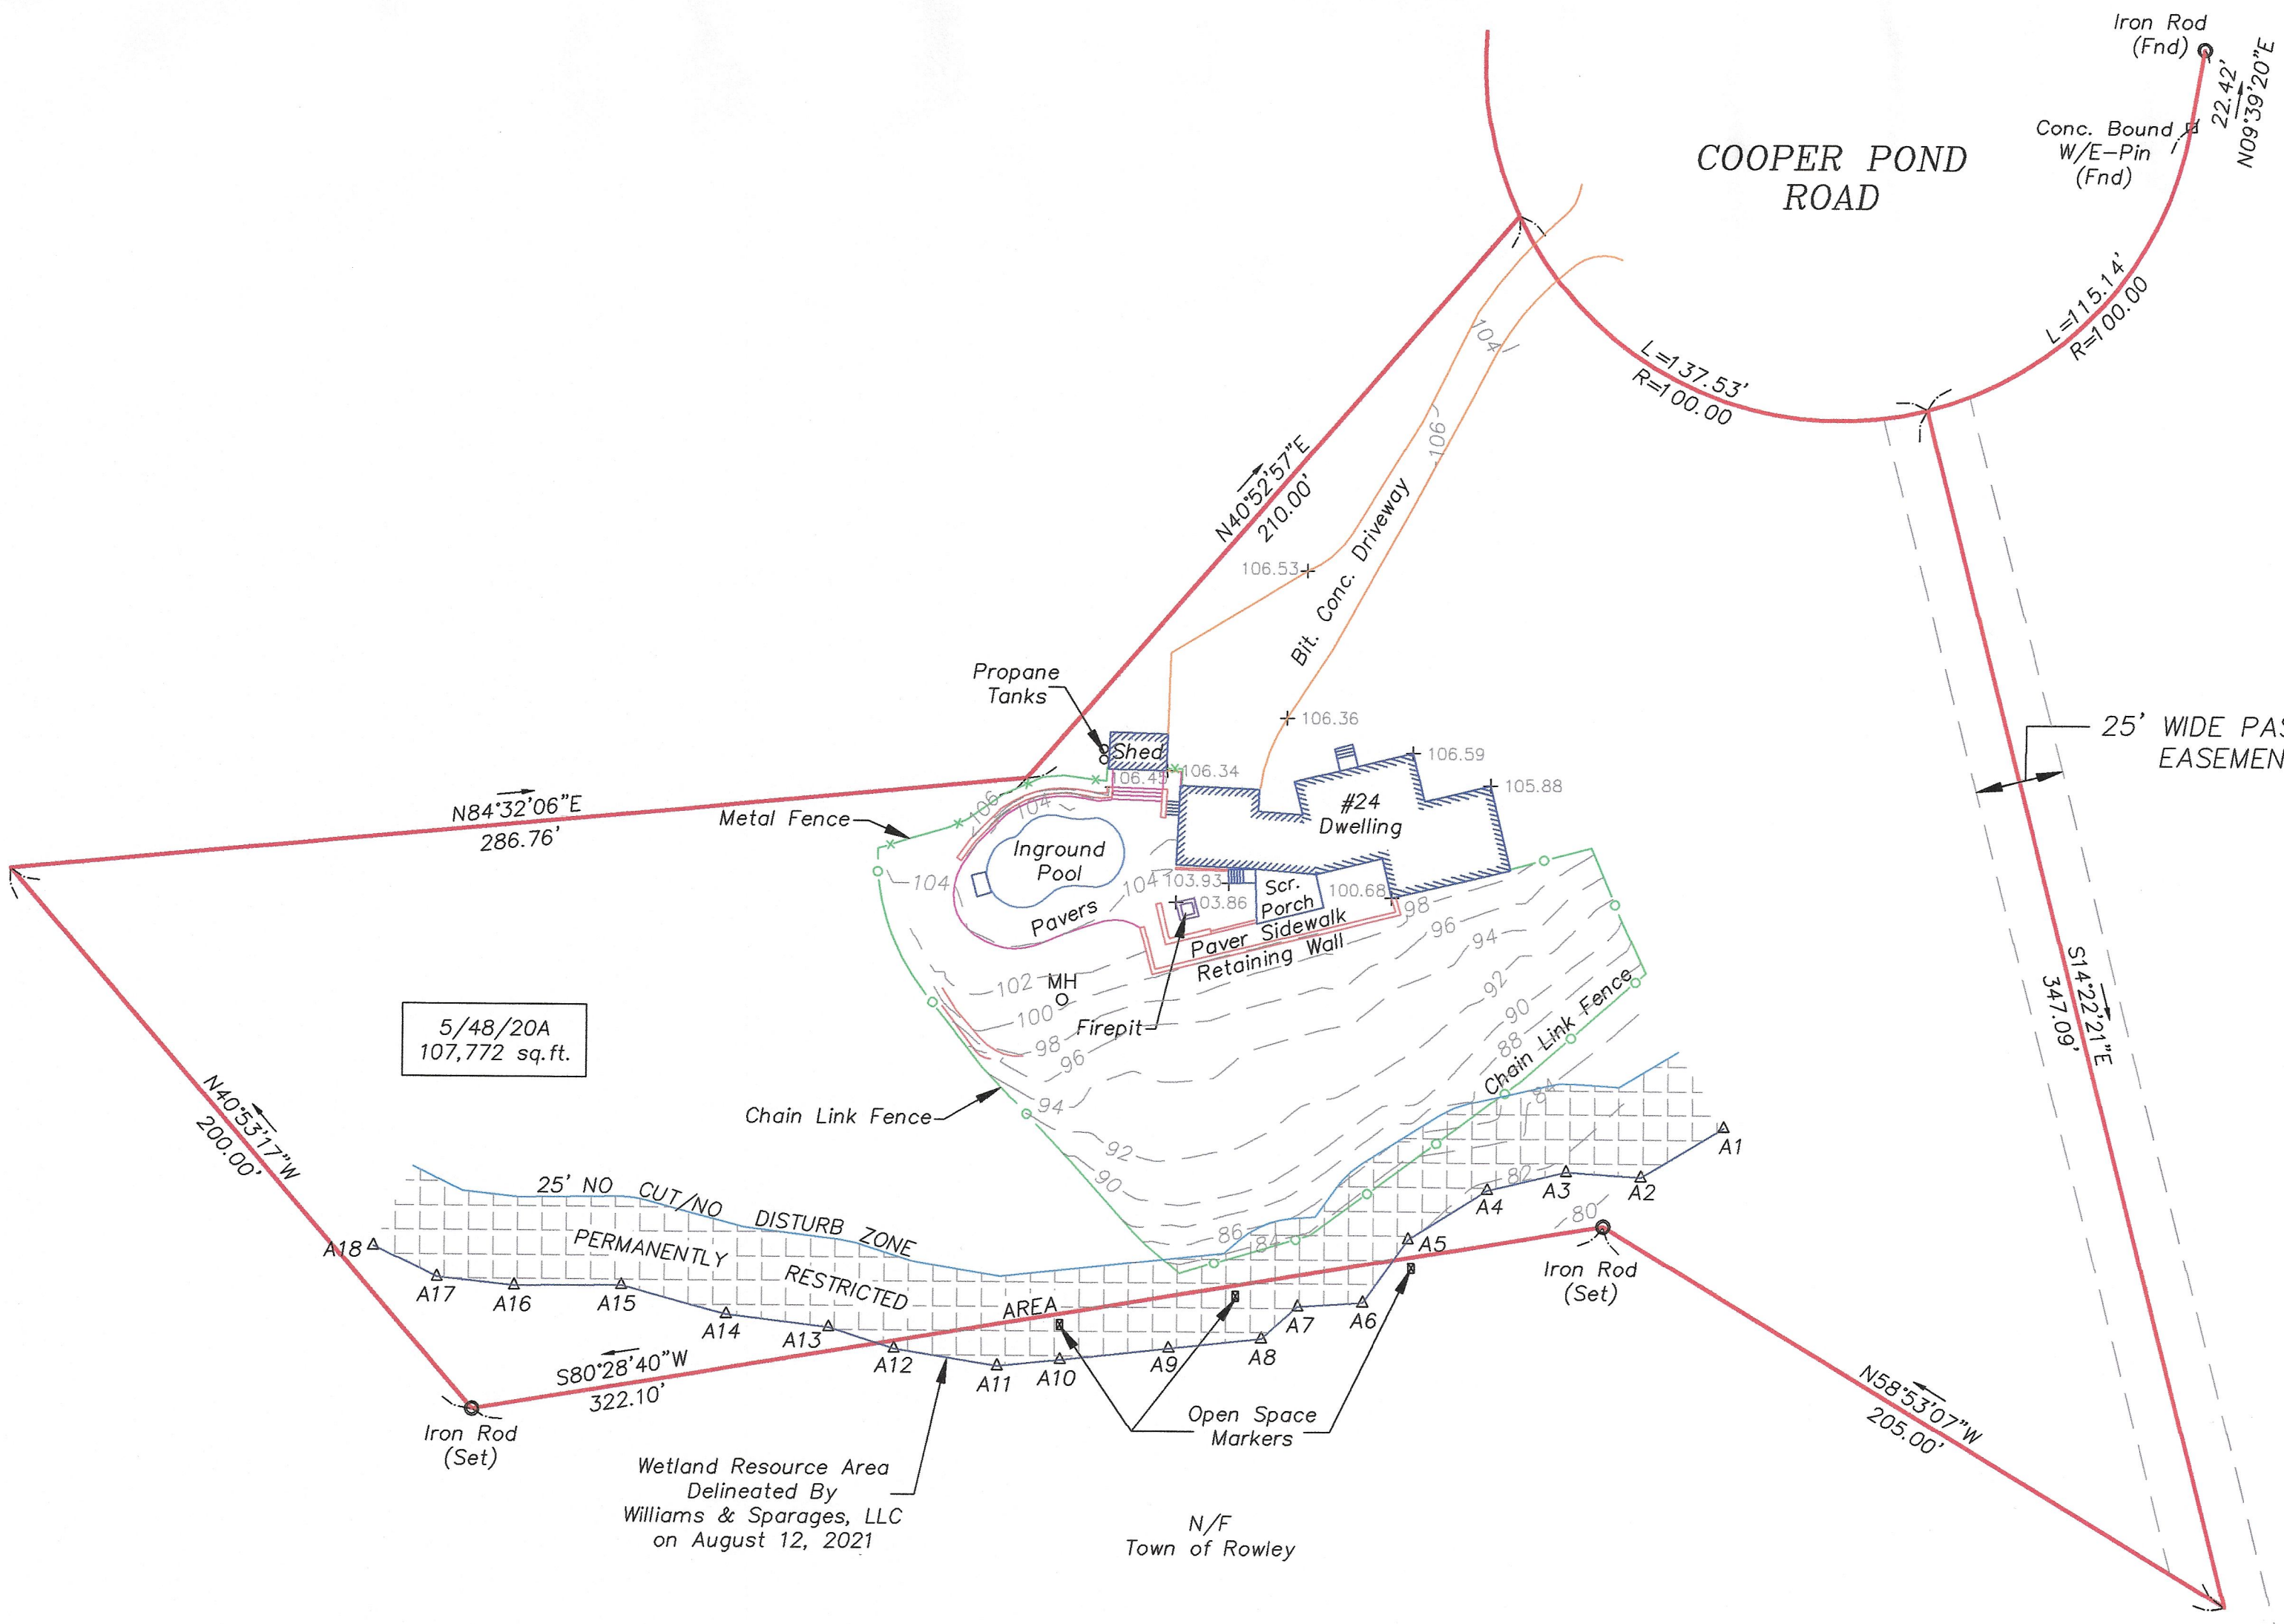 Iron Rod
(Fnd)
22.42'
N09°39'20"E
Conc. Bound
W/E-Pin
(Fnd)
COOPER POND
ROAD
L=115.14'
R=100.00
L=137.53'
R=100.00
104
106
N40°52'57"E
210.00'
Bit. Conc. Driveway
106.53
106.36
Propane
Tanks
Shed
106.45
106.34
106.59
105.88
25' WIDE PAS
EASEMEN
#24
Dwelling
N84°32'06"E
286.76'
Metal Fence
106
104
Inground
Pool
104
104
103.93
103.86
Scr.
Porch
100.68
Pavers
Paver Sidewalk
Retaining Wall
98
96
94
92
90
88
102
MH
100
98
96
94
92
90
Firepit
Chain Link Fence
Chain Link Fence
S14°22'21"E
347.09'
5/48/20A
107,772 sq.ft.
N40°53'17"W
200.00'
25' NO CUT/NO DISTURB ZONE
PERMANENTLY RESTRICTED AREA
86
84
84
82
80
A1
A2
A3
A4
A5
A6
A7
A8
A9
A10
A11
A12
A13
A14
A15
A16
A17
A18
Iron Rod
(Set)
S80°28'40"W
322.10'
Iron Rod
(Set)
N58°53'07"W
205.00'
Open Space
Markers
Wetland Resource Area
Delineated By
Williams & Sparages, LLC
on August 12, 2021
N/F
Town of Rowley